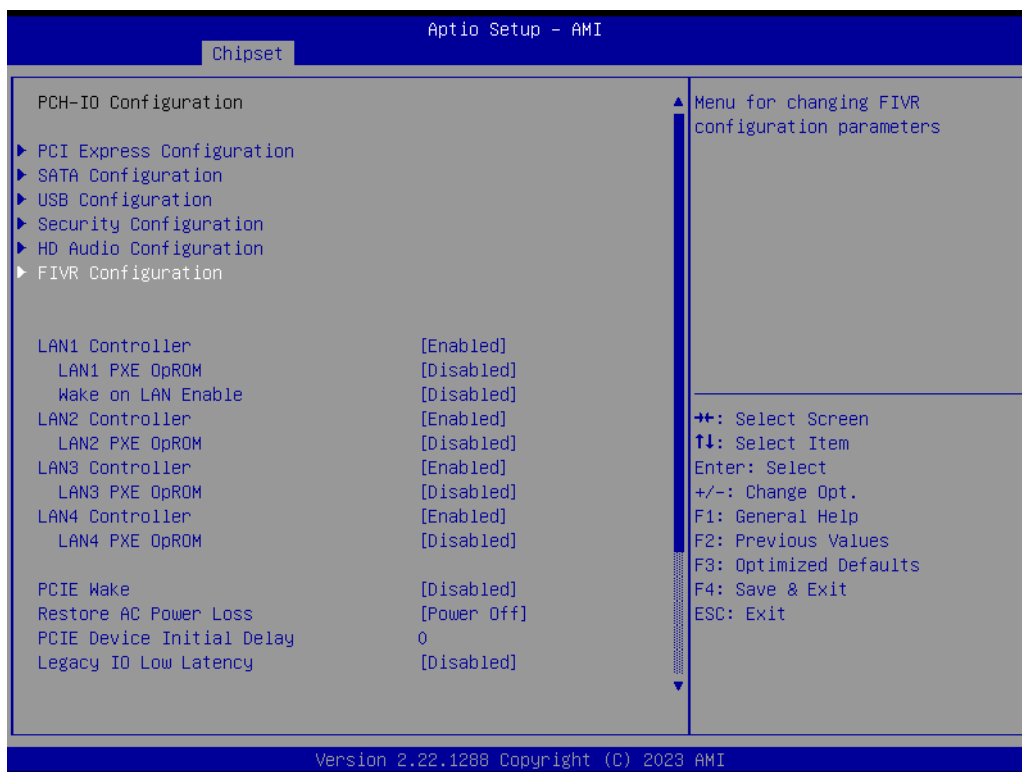 Aptio Setup - AMI
Chipset
PCH-IO Configuration
PCI Express Configuration
SATA Configuration
USB Configuration
Security Configuration
HD Audio Configuration
FIVR Configuration
LAN1 Controller [Enabled]
LAN1 PXE OpROM [Disabled]
Wake on LAN Enable [Disabled]
LAN2 Controller [Enabled]
LAN2 PXE OpROM [Disabled]
LAN3 Controller [Enabled]
LAN3 PXE OpROM [Disabled]
LAN4 Controller [Enabled]
LAN4 PXE OpROM [Disabled]
PCIE Wake [Disabled]
Restore AC Power Loss [Power Off]
PCIE Device Initial Delay 0
Legacy IO Low Latency [Disabled]
Menu for changing FIVR
configuration parameters
→←: Select Screen
↑↓: Select Item
Enter: Select
+/-: Change Opt.
F1: General Help
F2: Previous Values
F3: Optimized Defaults
F4: Save & Exit
ESC: Exit
Version 2.22.1288 Copyright (C) 2023 AMI